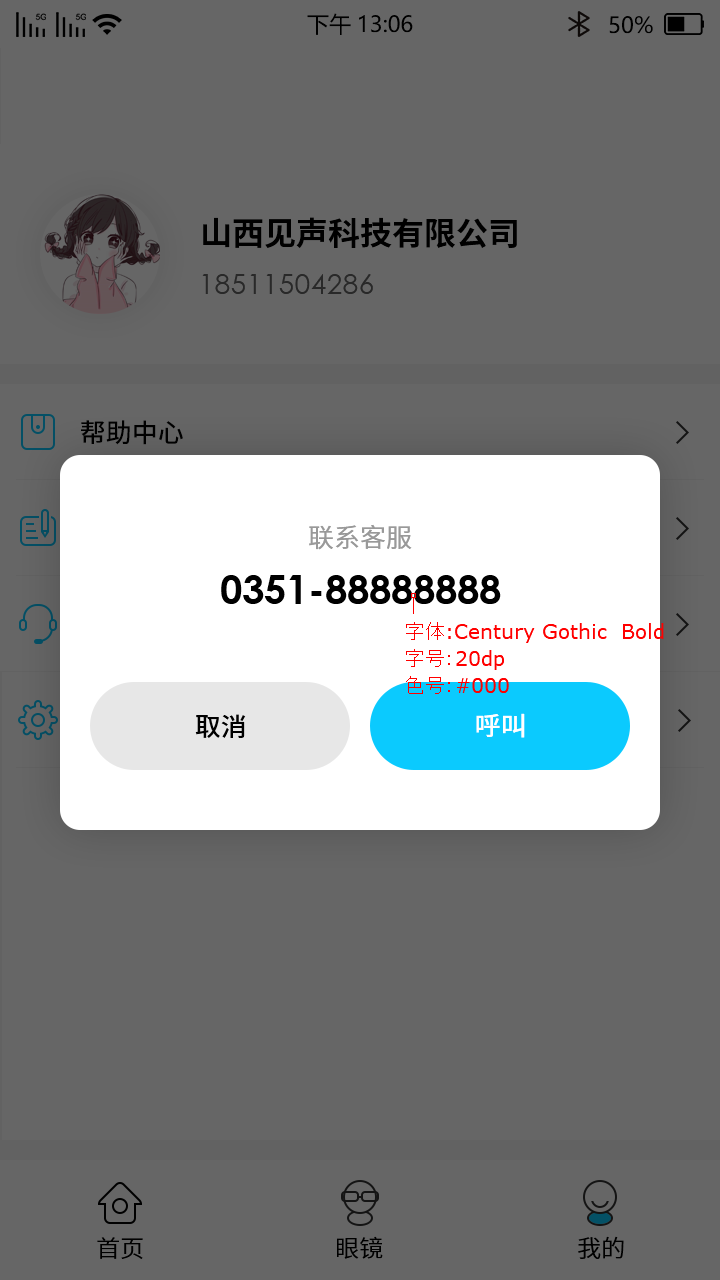 5G 5G 下午 13:06 50%
山西见声科技有限公司
18511504286
帮助中心
联系客服
0351-88888888
字体:Century Gothic Bold
字号:20dp
色号:#000
取消 呼叫
首页 眼镜 我的